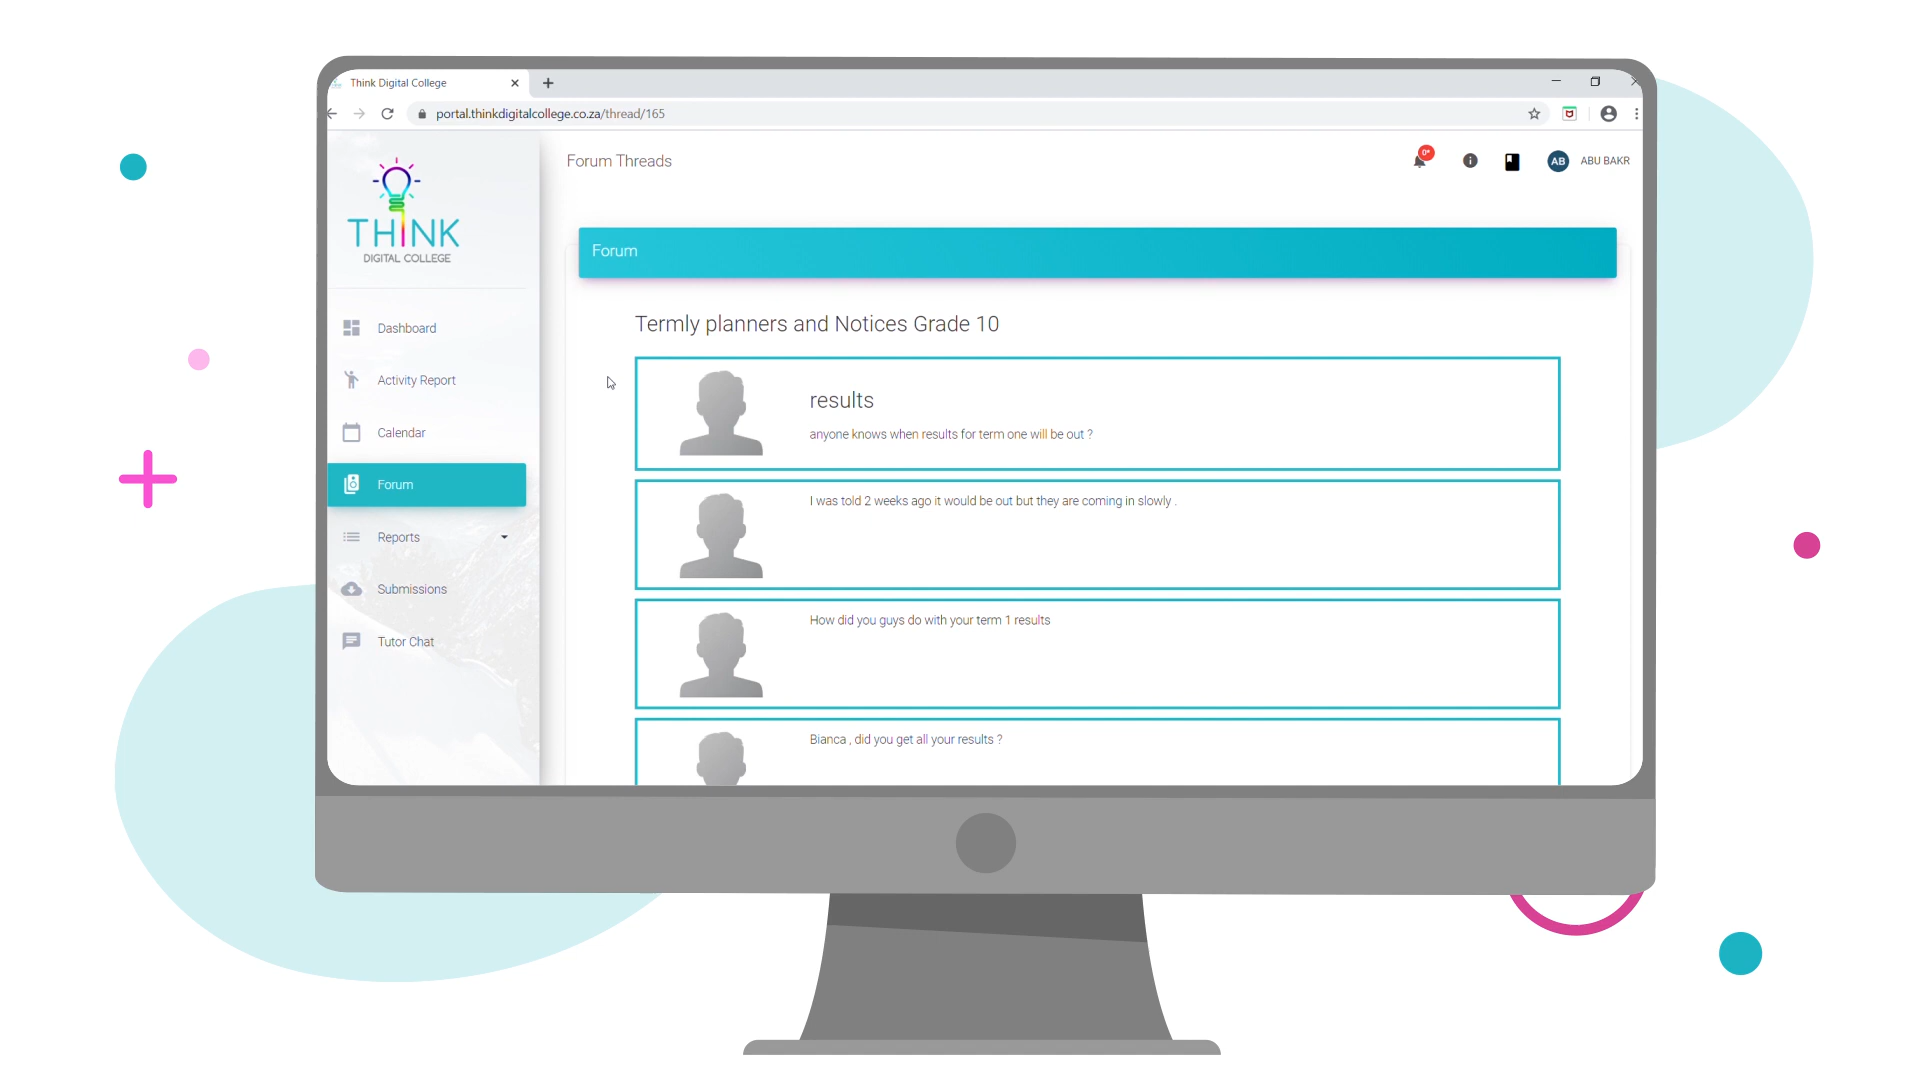 Think Digital College
portal.thinkdigitalcollege.co.za/thread/165
THINK
DIGITAL COLLEGE
Forum Threads
0*
AB
ABU BAKR
Dashboard
Activity Report
Calendar
Forum
Reports
Submissions
Tutor Chat
Forum
Termly planners and Notices Grade 10
results
anyone knows when results for term one will be out ?
I was told 2 weeks ago it would be out but they are coming in slowly .
How did you guys do with your term 1 results
Bianca , did you get all your results ?